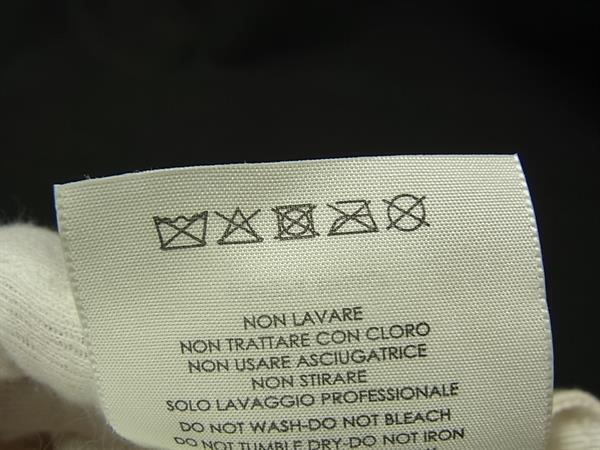 NON LAVARE
NON TRATTARE CON CLORO
NON USARE ASCIUGATRICE
NON STIRARE
SOLO LAVAGGIO PROFESSIONALE
DO NOT WASH-DO NOT BLEACH
DO NOT TUMBLE DRY-DO NOT IRON